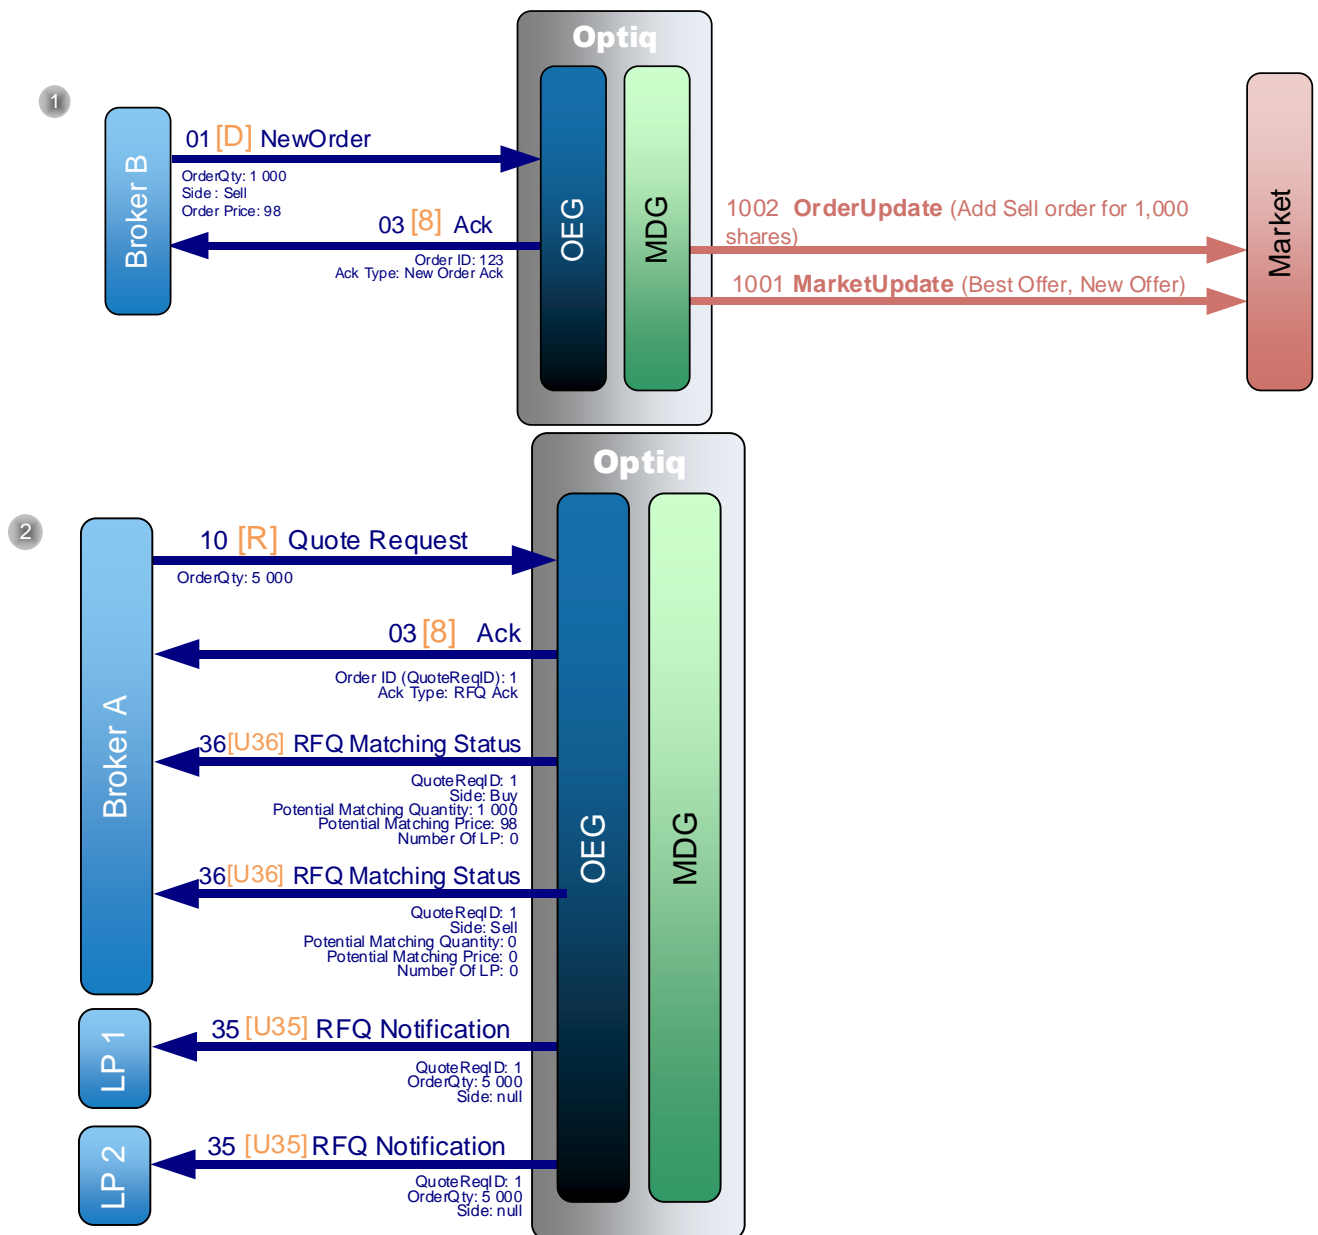 Optiq
1
01 [D] NewOrder
OrderQty: 1 000
Side : Sell
Order Price: 98
03 [8] Ack
Order ID: 123
Ack Type: New Order Ack
Broker B
OEG
MDG
1002 OrderUpdate (Add Sell order for 1,000
shares)
1001 MarketUpdate (Best Offer, New Offer)
Market
Optiq
2
10 [R] Quote Request
OrderQty: 5 000
03 [8] Ack
Order ID (QuoteReqID): 1
Ack Type: RFQ Ack
36[U36] RFQ Matching Status
QuoteReqID: 1
Side: Buy
Potential Matching Quantity: 1 000
Potential Matching Price: 98
Number Of LP: 0
36[U36] RFQ Matching Status
QuoteReqID: 1
Side: Sell
Potential Matching Quantity: 0
Potential Matching Price: 0
Number Of LP: 0
Broker A
OEG
MDG
LP 1
35 [U35] RFQ Notification
QuoteReqID: 1
OrderQty: 5 000
Side: null
LP 2
35 [U35] RFQ Notification
QuoteReqID: 1
OrderQty: 5 000
Side: null